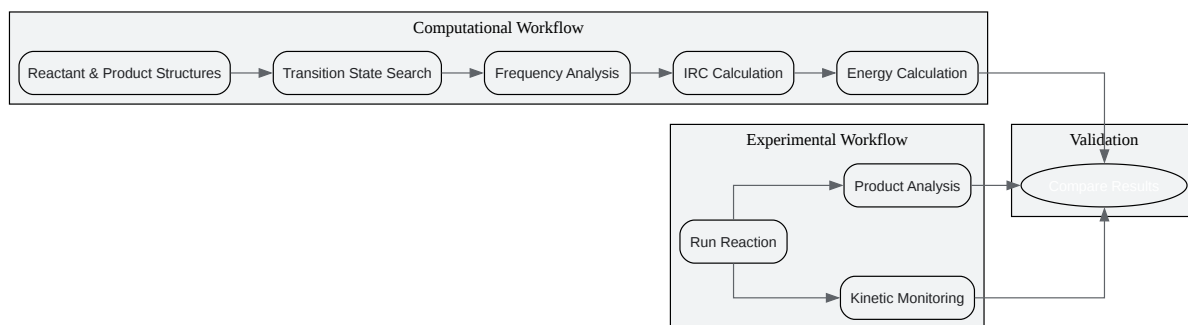 Computational Workflow
Reactant & Product Structures
Transition State Search
Frequency Analysis
IRC Calculation
Energy Calculation
Experimental Workflow
Validation
Product Analysis
Compare Results
Run Reaction
Kinetic Monitoring